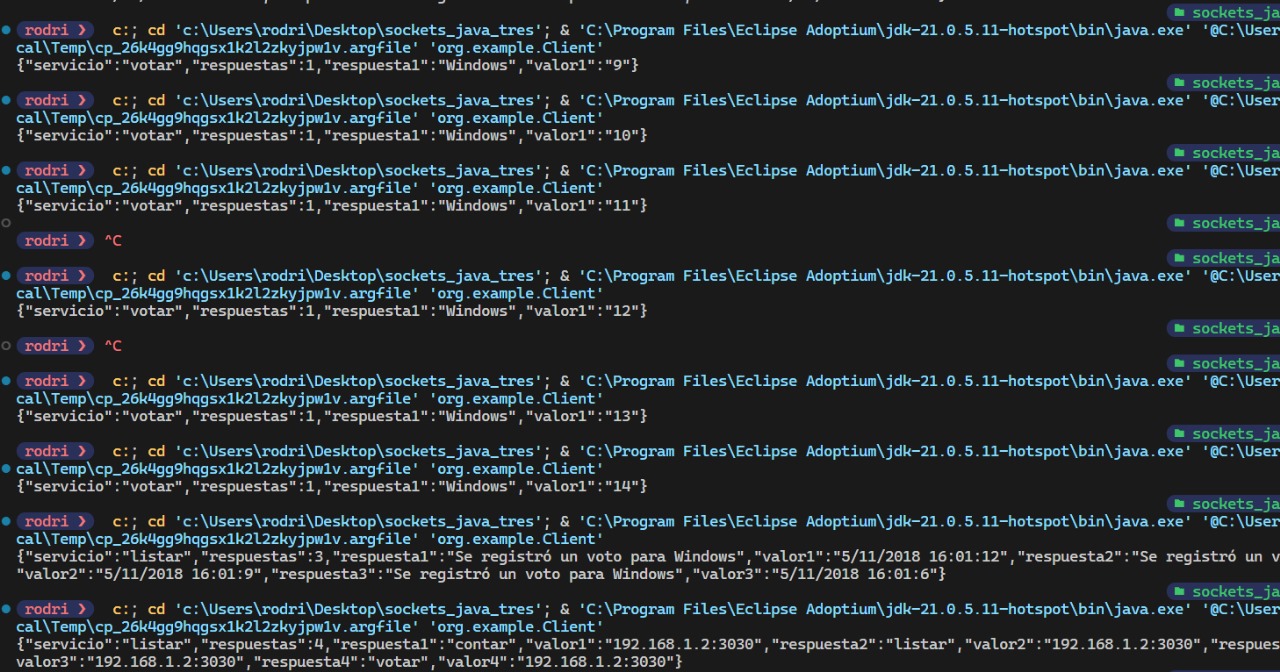 sockets_ja
rodri ❯ c:; cd 'c:\Users\rodri\Desktop\sockets_java_tres'; & 'C:\Program Files\Eclipse Adoptium\jdk-21.0.5.11-hotspot\bin\java.exe' '@C:\User
cal\Temp\cp_26k4gg9hqgsx1k2l2zkyjpw1v.argfile' 'org.example.Client'
{"servicio":"votar","respuestas":1,"respuesta1":"Windows","valor1":"9"}
sockets_ja
rodri ❯ c:; cd 'c:\Users\rodri\Desktop\sockets_java_tres'; & 'C:\Program Files\Eclipse Adoptium\jdk-21.0.5.11-hotspot\bin\java.exe' '@C:\User
cal\Temp\cp_26k4gg9hqgsx1k2l2zkyjpw1v.argfile' 'org.example.Client'
{"servicio":"votar","respuestas":1,"respuesta1":"Windows","valor1":"10"}
sockets_ja
rodri ❯ c:; cd 'c:\Users\rodri\Desktop\sockets_java_tres'; & 'C:\Program Files\Eclipse Adoptium\jdk-21.0.5.11-hotspot\bin\java.exe' '@C:\User
cal\Temp\cp_26k4gg9hqgsx1k2l2zkyjpw1v.argfile' 'org.example.Client'
{"servicio":"votar","respuestas":1,"respuesta1":"Windows","valor1":"11"}
sockets_ja
rodri ❯ ^C
sockets_ja
rodri ❯ c:; cd 'c:\Users\rodri\Desktop\sockets_java_tres'; & 'C:\Program Files\Eclipse Adoptium\jdk-21.0.5.11-hotspot\bin\java.exe' '@C:\User
cal\Temp\cp_26k4gg9hqgsx1k2l2zkyjpw1v.argfile' 'org.example.Client'
{"servicio":"votar","respuestas":1,"respuesta1":"Windows","valor1":"12"}
sockets_ja
rodri ❯ ^C
sockets_ja
rodri ❯ c:; cd 'c:\Users\rodri\Desktop\sockets_java_tres'; & 'C:\Program Files\Eclipse Adoptium\jdk-21.0.5.11-hotspot\bin\java.exe' '@C:\User
cal\Temp\cp_26k4gg9hqgsx1k2l2zkyjpw1v.argfile' 'org.example.Client'
{"servicio":"votar","respuestas":1,"respuesta1":"Windows","valor1":"13"}
sockets_ja
rodri ❯ c:; cd 'c:\Users\rodri\Desktop\sockets_java_tres'; & 'C:\Program Files\Eclipse Adoptium\jdk-21.0.5.11-hotspot\bin\java.exe' '@C:\User
cal\Temp\cp_26k4gg9hqgsx1k2l2zkyjpw1v.argfile' 'org.example.Client'
{"servicio":"votar","respuestas":1,"respuesta1":"Windows","valor1":"14"}
sockets_ja
rodri ❯ c:; cd 'c:\Users\rodri\Desktop\sockets_java_tres'; & 'C:\Program Files\Eclipse Adoptium\jdk-21.0.5.11-hotspot\bin\java.exe' '@C:\User
cal\Temp\cp_26k4gg9hqgsx1k2l2zkyjpw1v.argfile' 'org.example.Client'
{"servicio":"listar","respuestas":3,"respuesta1":"Se registró un voto para Windows","valor1":"5/11/2018 16:01:12","respuesta2":"Se registró un v
"valor2":"5/11/2018 16:01:9","respuesta3":"Se registró un voto para Windows","valor3":"5/11/2018 16:01:6"}
sockets_ja
rodri ❯ c:; cd 'c:\Users\rodri\Desktop\sockets_java_tres'; & 'C:\Program Files\Eclipse Adoptium\jdk-21.0.5.11-hotspot\bin\java.exe' '@C:\User
cal\Temp\cp_26k4gg9hqgsx1k2l2zkyjpw1v.argfile' 'org.example.Client'
{"servicio":"listar","respuestas":4,"respuesta1":"contar","valor1":"192.168.1.2:3030","respuesta2":"listar","valor2":"192.168.1.2:3030","respues
valor3":"192.168.1.2:3030","respuesta4":"votar","valor4":"192.168.1.2:3030"}